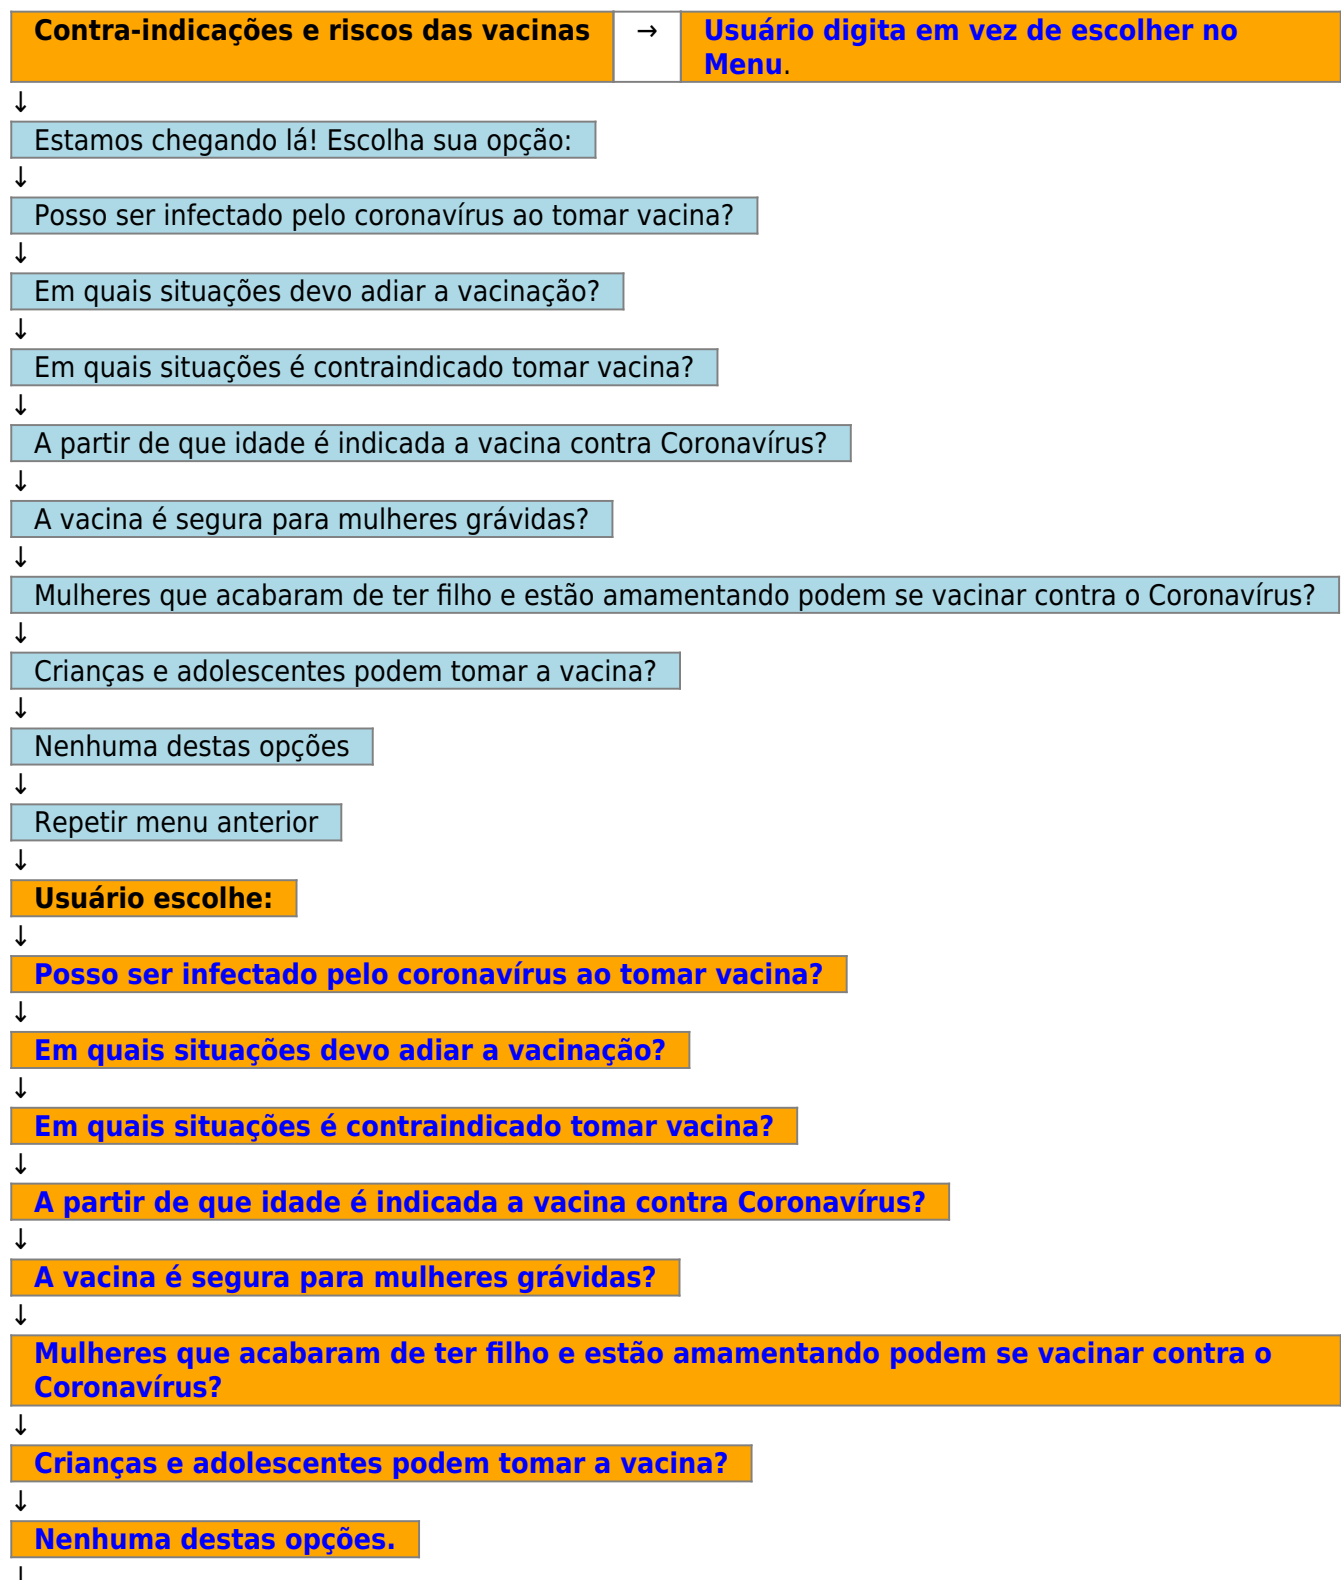 Contra-indicações e riscos das vacinas → Usuário digita em vez de escolher no
Menu.
↓
Estamos chegando lá! Escolha sua opção:
↓
Posso ser infectado pelo coronavírus ao tomar vacina?
↓
Em quais situações devo adiar a vacinação?
↓
Em quais situações é contraindicado tomar vacina?
↓
A partir de que idade é indicada a vacina contra Coronavírus?
↓
A vacina é segura para mulheres grávidas?
↓
Mulheres que acabaram de ter filho e estão amamentando podem se vacinar contra o Coronavírus?
↓
Crianças e adolescentes podem tomar a vacina?
↓
Nenhuma destas opções
↓
Repetir menu anterior
↓
Usuário escolhe:
↓
Posso ser infectado pelo coronavírus ao tomar vacina?
↓
Em quais situações devo adiar a vacinação?
↓
Em quais situações é contraindicado tomar vacina?
↓
A partir de que idade é indicada a vacina contra Coronavírus?
↓
A vacina é segura para mulheres grávidas?
↓
Mulheres que acabaram de ter filho e estão amamentando podem se vacinar contra o
Coronavírus?
↓
Crianças e adolescentes podem tomar a vacina?
↓
Nenhuma destas opções.
↓